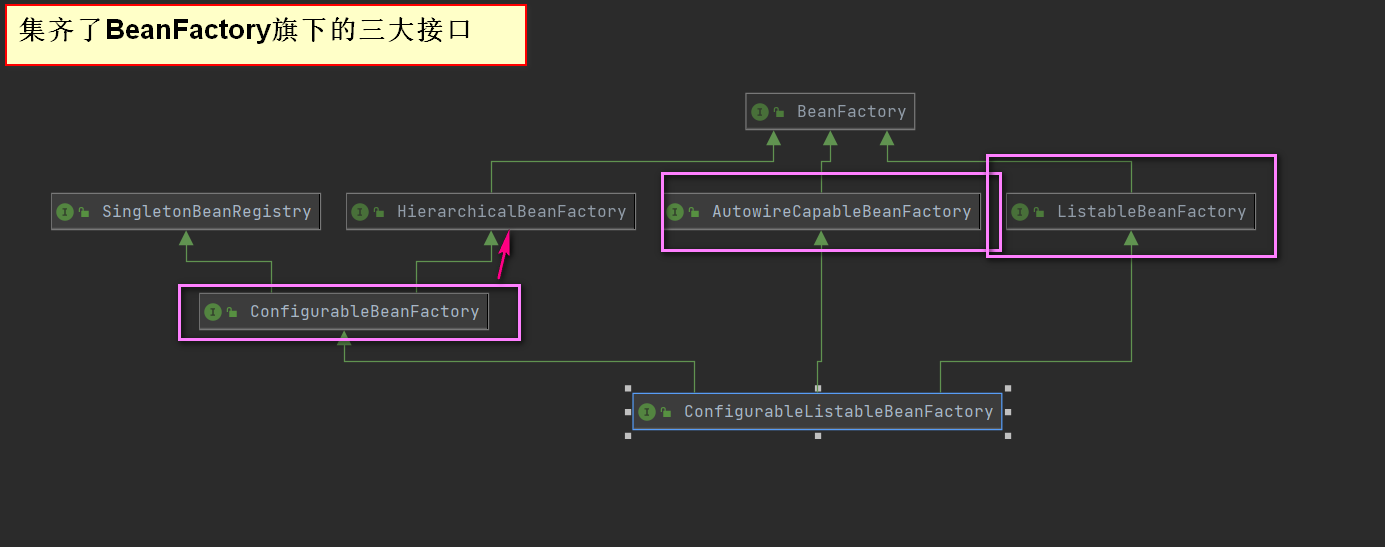 集齐了BeanFactory旗下的三大接口
BeanFactory
SingletonBeanRegistry
HierarchicalBeanFactory
AutowireCapableBeanFactory
ListableBeanFactory
ConfigurableBeanFactory
ConfigurableListableBeanFactory